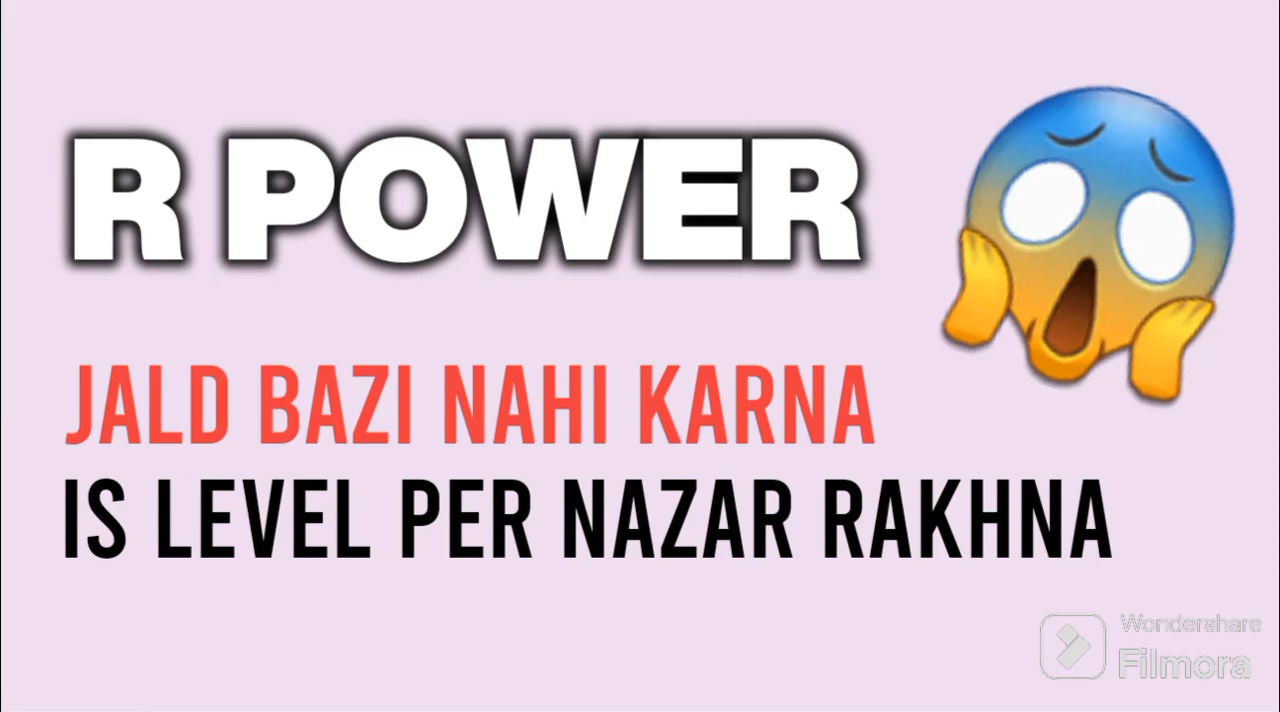 R POWER
JALD BAZI NAHI KARNA
IS LEVEL PER NAZAR RAKHNA
Wondershare
Filmora